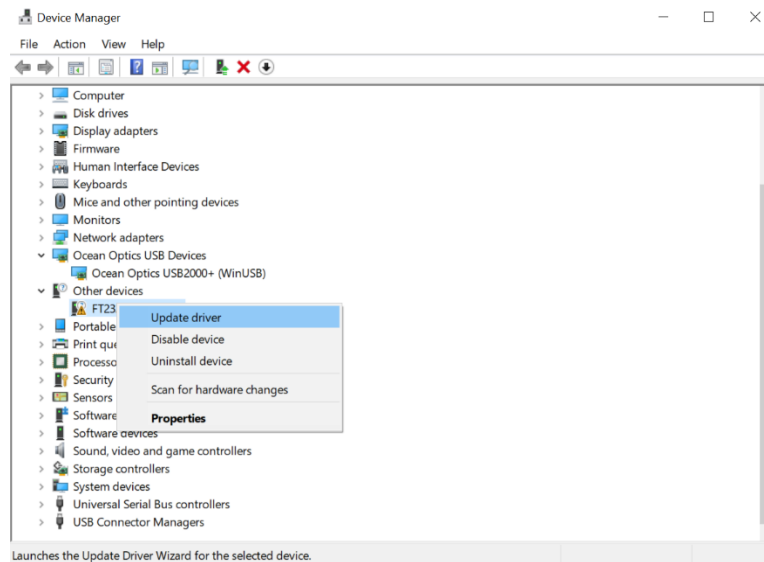 Device Manager
File Action View Help
Computer
Disk drives
Display adapters
Firmware
Human Interface Devices
Keyboards
Mice and other pointing devices
Monitors
Network adapters
Ocean Optics USB Devices
Ocean Optics USB2000+ (WinUSB)
Other devices
FT23
Update driver
Portable
Disable device
Print que
Uninstall device
Processo
Security
Scan for hardware changes
Sensors
Software
Properties
Software devices
Sound, video and game controllers
Storage controllers
System devices
Universal Serial Bus controllers
USB Connector Managers
Launches the Update Driver Wizard for the selected device.